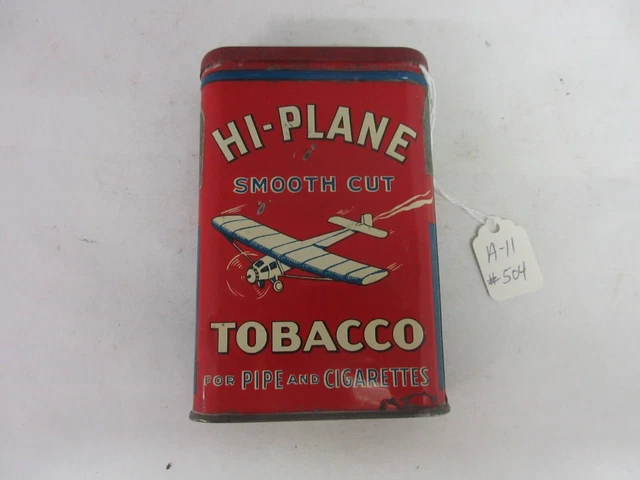 HI-PLANE
SMOOTH CUT
TOBACCO
FOR PIPE AND CIGARETTES
A-11
#504